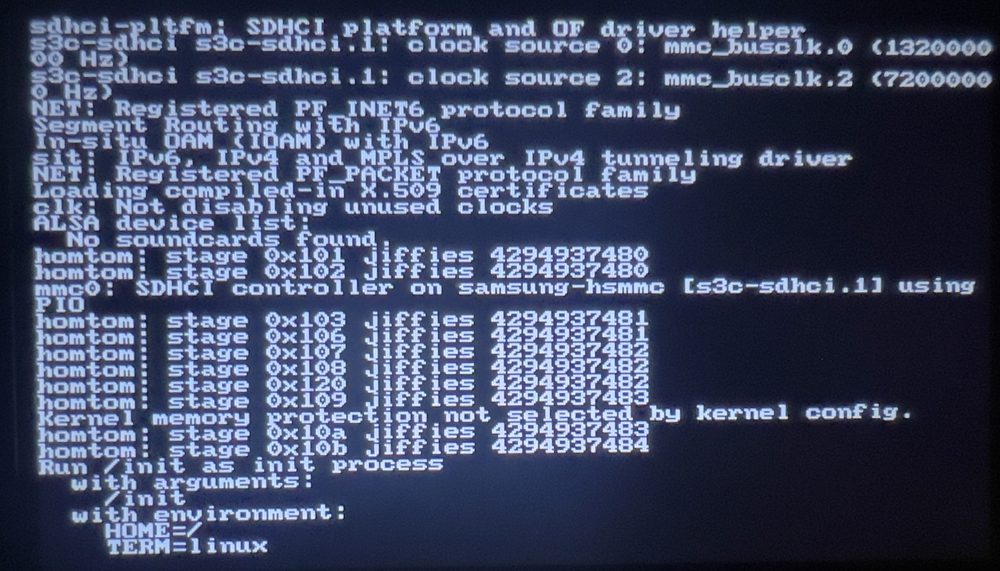 sdhci-pltfm: SDHCI platform and OF driver helper
s3c-sdhci s3c-sdhci.1: clock source 0: mmc_busclk.0 (1320000
00 Hz)
s3c-sdhci s3c-sdhci.1: clock source 2: mmc_busclk.2 (7200000
0 Hz)
NET: Registered PF_INET6 protocol family
Segment Routing with IPv6
In-situ OAM (IOAM) with IPv6
sit: IPv6, IPv4 and MPLS over IPv4 tunneling driver
NET: Registered PF_PACKET protocol family
Loading compiled-in X.509 certificates
clk: Not disabling unused clocks
ALSA device list:
  No soundcards found.
homtom: stage 0x101 jiffies 4294937480
homtom: stage 0x102 jiffies 4294937480
mmc0: SDHCI controller on samsung-hsmmc [s3c-sdhci.1] using
PIO
homtom: stage 0x103 jiffies 4294937481
homtom: stage 0x106 jiffies 4294937481
homtom: stage 0x107 jiffies 4294937482
homtom: stage 0x108 jiffies 4294937482
homtom: stage 0x120 jiffies 4294937482
homtom: stage 0x109 jiffies 4294937483
Kernel memory protection not selected by kernel config.
homtom: stage 0x10a jiffies 4294937483
homtom: stage 0x10b jiffies 4294937484
Run /init as init process
  with arguments:
    /init
  with environment:
    HOME=/
    TERM=linux